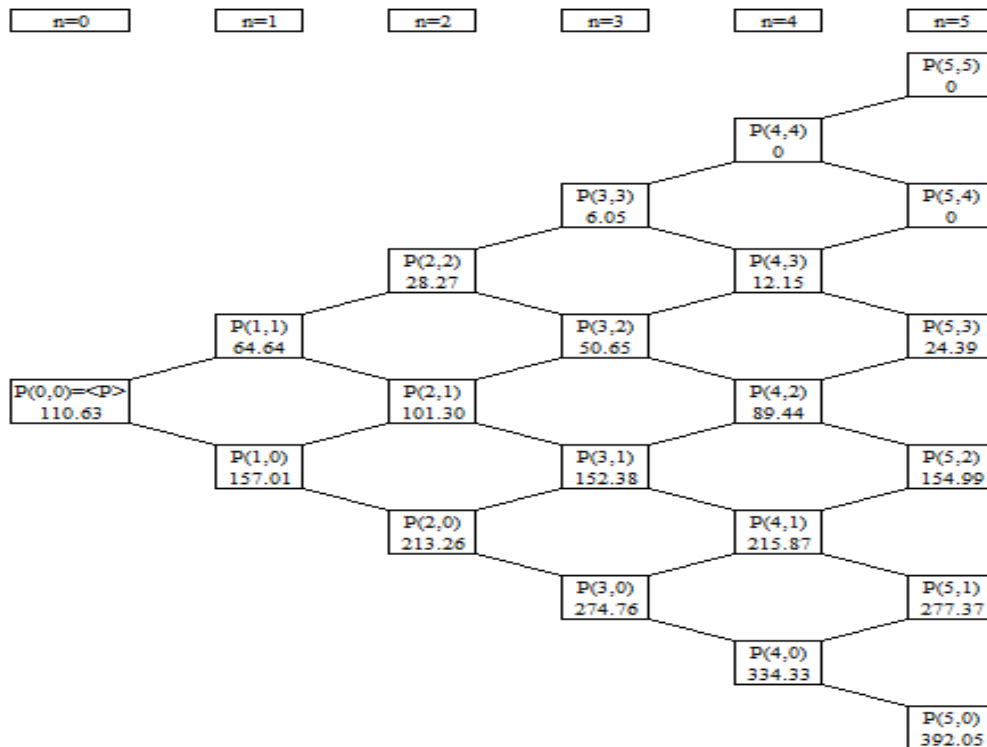 n=0
n=1
n=2
n=3
n=4
n=5
P(5,5)
0
P(4,4)
0
P(3,3)
6.05
P(5,4)
0
P(2,2)
28.27
P(4,3)
12.15
P(1,1)
64.64
P(3,2)
50.65
P(5,3)
24.39
P(0,0)=<P>
110.63
P(2,1)
101.30
P(4,2)
89.44
P(1,0)
157.01
P(3,1)
152.38
P(5,2)
154.99
P(2,0)
213.26
P(4,1)
215.87
P(3,0)
274.76
P(5,1)
277.37
P(4,0)
334.33
P(5,0)
392.05